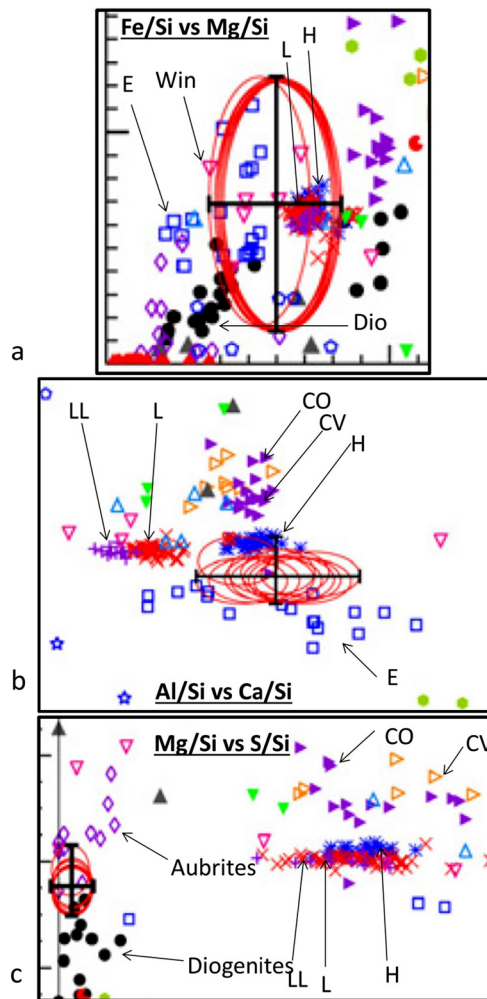 Fe/Si vs Mg/Si
H
L
E
Win
Dio
a
CO
LL
L
CV
H
E
b
Al/Si vs Ca/Si
Mg/Si vs S/Si
CO
CV
Aubrites
Diogenites
LL
L
H
c